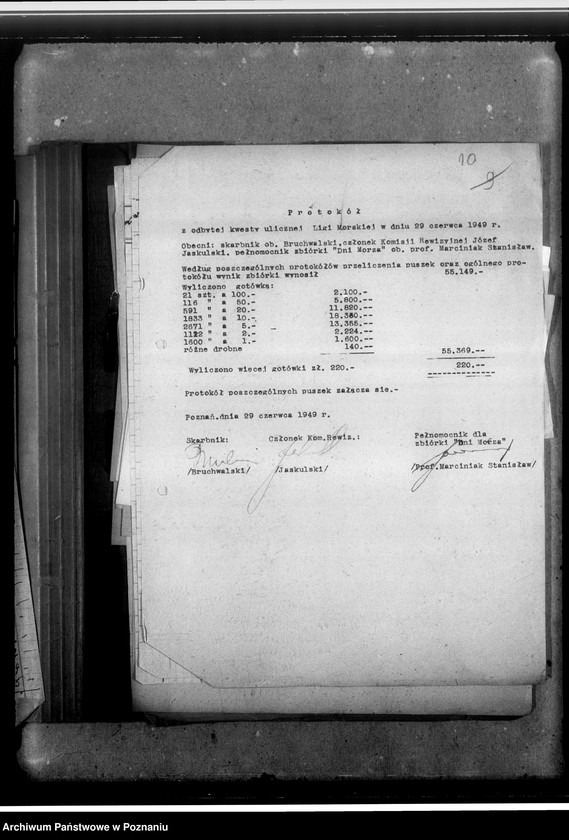 10
9
Protokół
z odbytej kwesty ulicznej Ligi Morskiej w dniu 29 czerwca 1949 r.
Obecni: skarbnik ob. Bruchwalski,członek Komisji Rewizyjnej Józef
Jaskulski, pełnomocnik zbiórki "Dni Morza" ob. prof. Marciniak Stanisław.
Według poszczególnych protokółów przeliczenia puszek oraz ogólnego pro-
tokółu wynik zbiórki wynosił 55.149.-
Wyliczono gotówką:
21 szt. a 100.- 2.100.--
116 " a 50.- 5.800.--
591 " a 20.- 11.820.--
1833 " a 10.- 18.330.--
2671 " a 5.- 13.355.--
1112 " a 2.- 2.224.--
1600 " a 1.- 1.600.--
różne drobne 140.-- 55.369.--
Wyliczono więcej gotówki zł. 220.- 220.--
Protokół poszczególnych puszek załącza sie.-
Poznań.dnia 29 czerwca 1949 r.
Skarbnik: Członek Kom.Rewiz.: Pełnomocnik dla
zbiórki "Dni Morza"
/Bruchwalski/ /Jaskulski/ /Prof.Marciniak Stanisław/
Archiwum Państwowe w Poznaniu